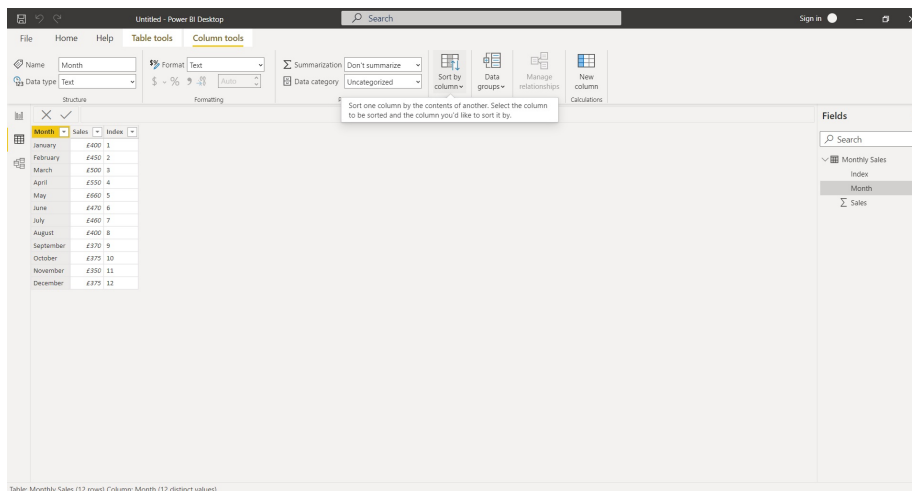 Untitled - Power BI Desktop
Search
Sign in
File Home Help Table tools Column tools
Name Month
Data type Text
Structure
$% Format Text
$ - % 9 Auto
Formatting
Summarization Don't summarize
Data category Uncategorized
Sort by column
Data groups
Manage relationships
New column
Calculations
Sort one column by the contents of another. Select the column
to be sorted and the column you'd like to sort it by.
Month Sales Index
January £400 1
February £450 2
March £500 3
April £550 4
May £660 5
June £470 6
July £460 7
August £400 8
September £370 9
October £375 10
November £350 11
December £375 12
Fields
Search
Monthly Sales
Index
Month
Sales
Table: Monthly Sales (12 rows) Column: Month (12 distinct values)